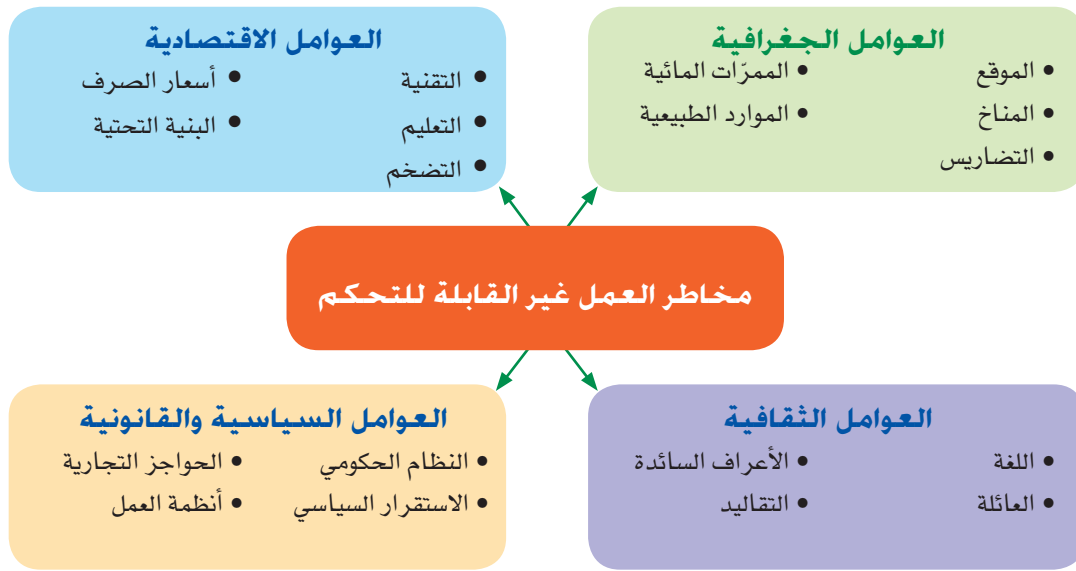 العوامل الجغرافية
• الموقع
• المناخ
• التضاريس
• الممرّات المائية
• الموارد الطبيعية
العوامل الاقتصادية
• التقنية
• التعليم
• التضخم
• أسعار الصرف
• البنية التحتية
مخاطر العمل غير القابلة للتحكم
العوامل الثقافية
• اللغة
• العائلة
• الأعراف السائدة
• التقاليد
العوامل السياسية والقانونية
• النظام الحكومي
• الاستقرار السياسي
• الحواجز التجارية
• أنظمة العمل